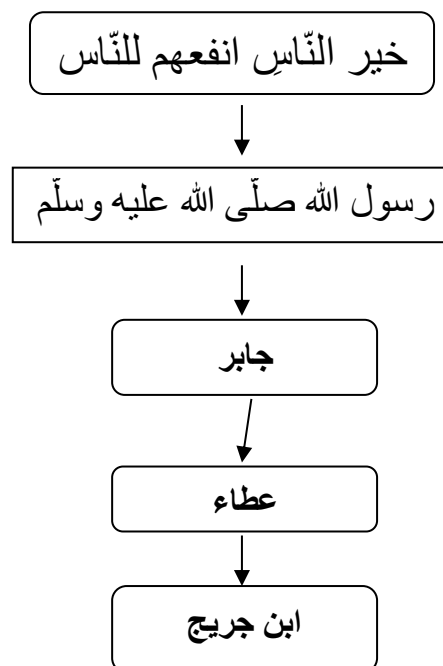 خير النّاسِ انفعهم للنّاس
رسول الله صلّى الله عليه وسلّم
جابر
عطاء
ابن جريج